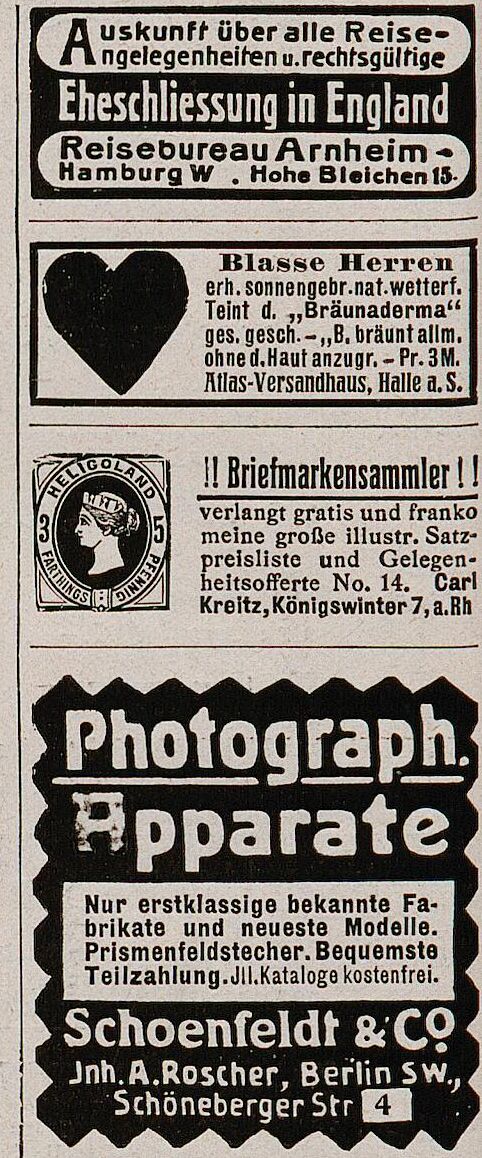 Auskunft über alle Reise-
Angelegenheiten u. rechtsgültige
Eheschliessung in England
Reisebureau Arnheim -
Hamburg W . Hohe Bleichen 15.
Blasse Herren
erh. sonnengebr. nat. wetterf.
Teint d. „Bräunaderma“
ges. gesch. – „B. bräunt allm.
ohne d. Haut anzugr. – Pr. 3 M.
Atlas-Versandhaus, Halle a. S.
HELIGOLAND
3 5
FARTHINGS PFENNIG
!! Briefmarkensammler !!
verlangt gratis und franko
meine große illustr. Satz-
preisliste und Gelegen-
heitsofferte No. 14. Carl
Kreitz, Königswinter 7, a. Rh
Photograph.
Apparate
Nur erstklassige bekannte Fa-
brikate und neueste Modelle.
Prismenfeldstecher. Bequemste
Teilzahlung. Jll. Kataloge kostenfrei.
Schoenfeldt & Co
Jnh. A. Roscher, Berlin SW.,
Schöneberger Str 4